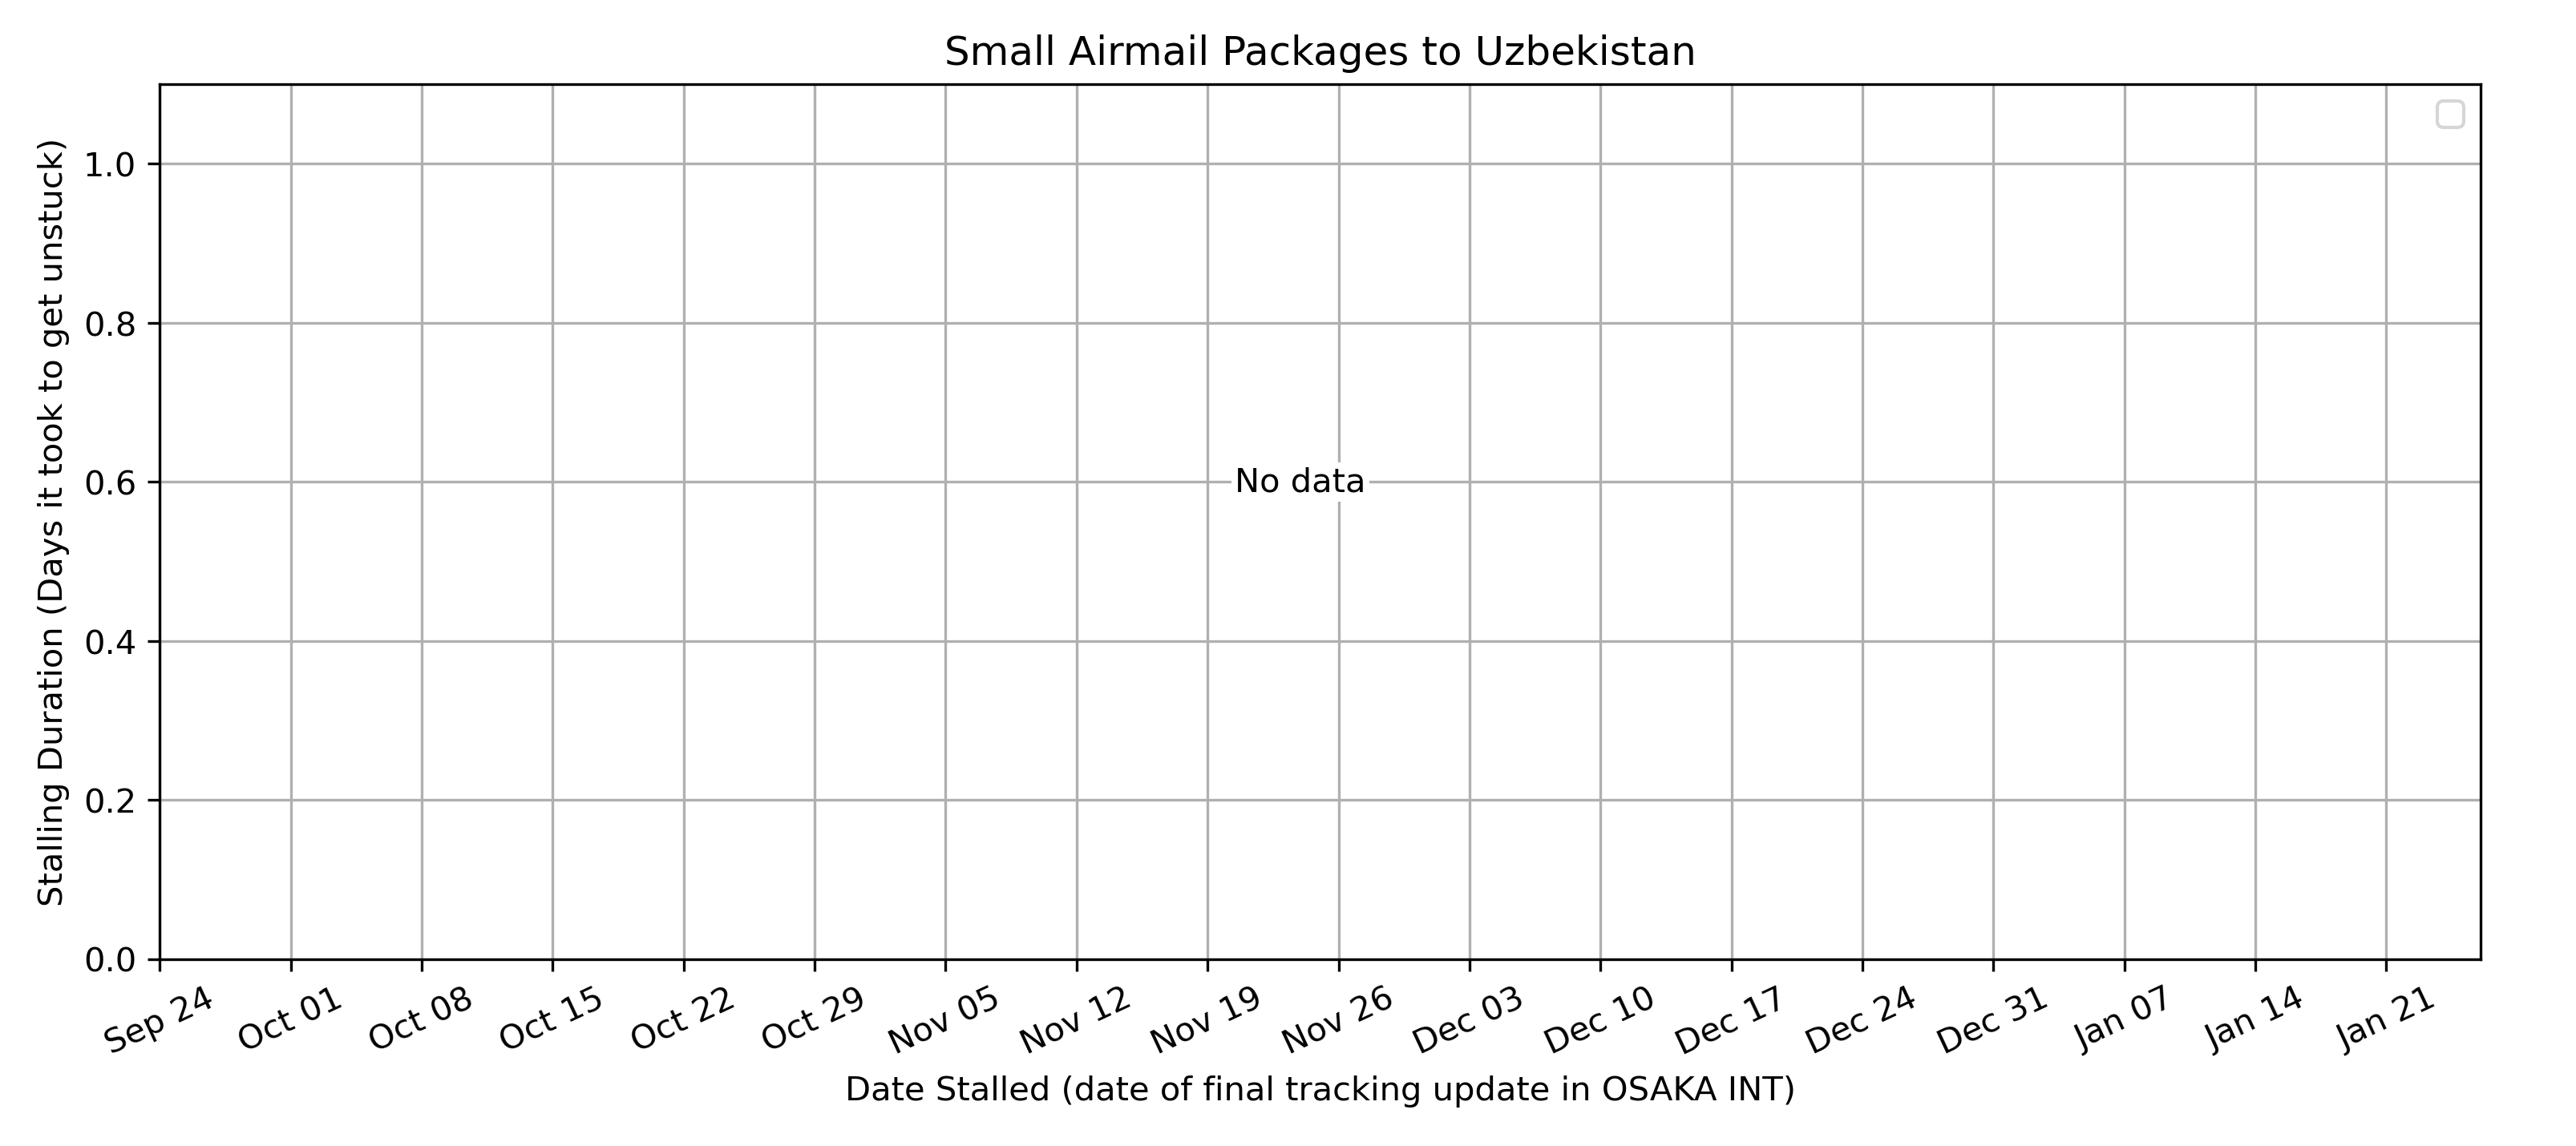 Small Airmail Packages to Uzbekistan
Stalling Duration (Days it took to get unstuck)
1.0
0.8
0.6
0.4
0.2
0.0
No data
Sep 24
Oct 01
Oct 08
Oct 15
Oct 22
Oct 29
Nov 05
Nov 12
Nov 19
Nov 26
Dec 03
Dec 10
Dec 17
Dec 24
Dec 31
Jan 07
Jan 14
Jan 21
Date Stalled (date of final tracking update in OSAKA INT)